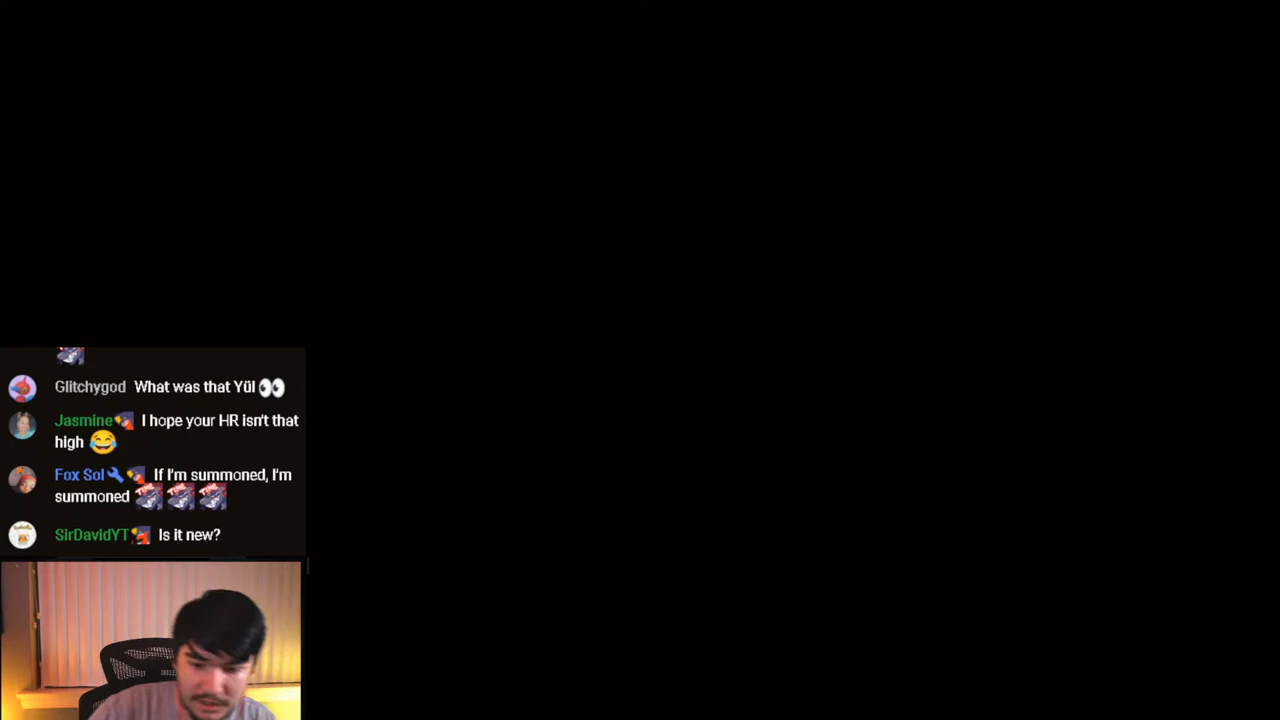 Glitchygod What was that Yül
Jasmine I hope your HR isn't that
high
Fox Sol If I'm summoned, I'm
summoned
SirDavidYT Is it new?